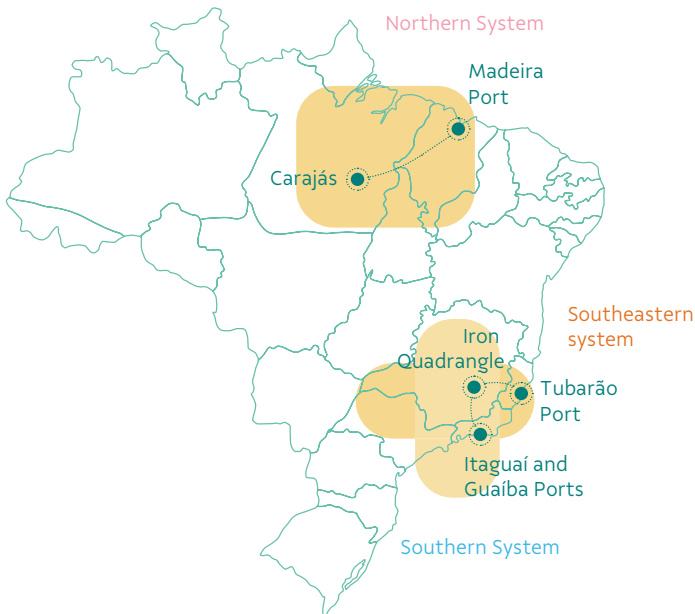 Northern System
Madeira
Port
Carajás
Southeastern
system
Iron
Quadrangle
Tubarão
Port
Itaguaí and
Guaíba Ports
Southern System